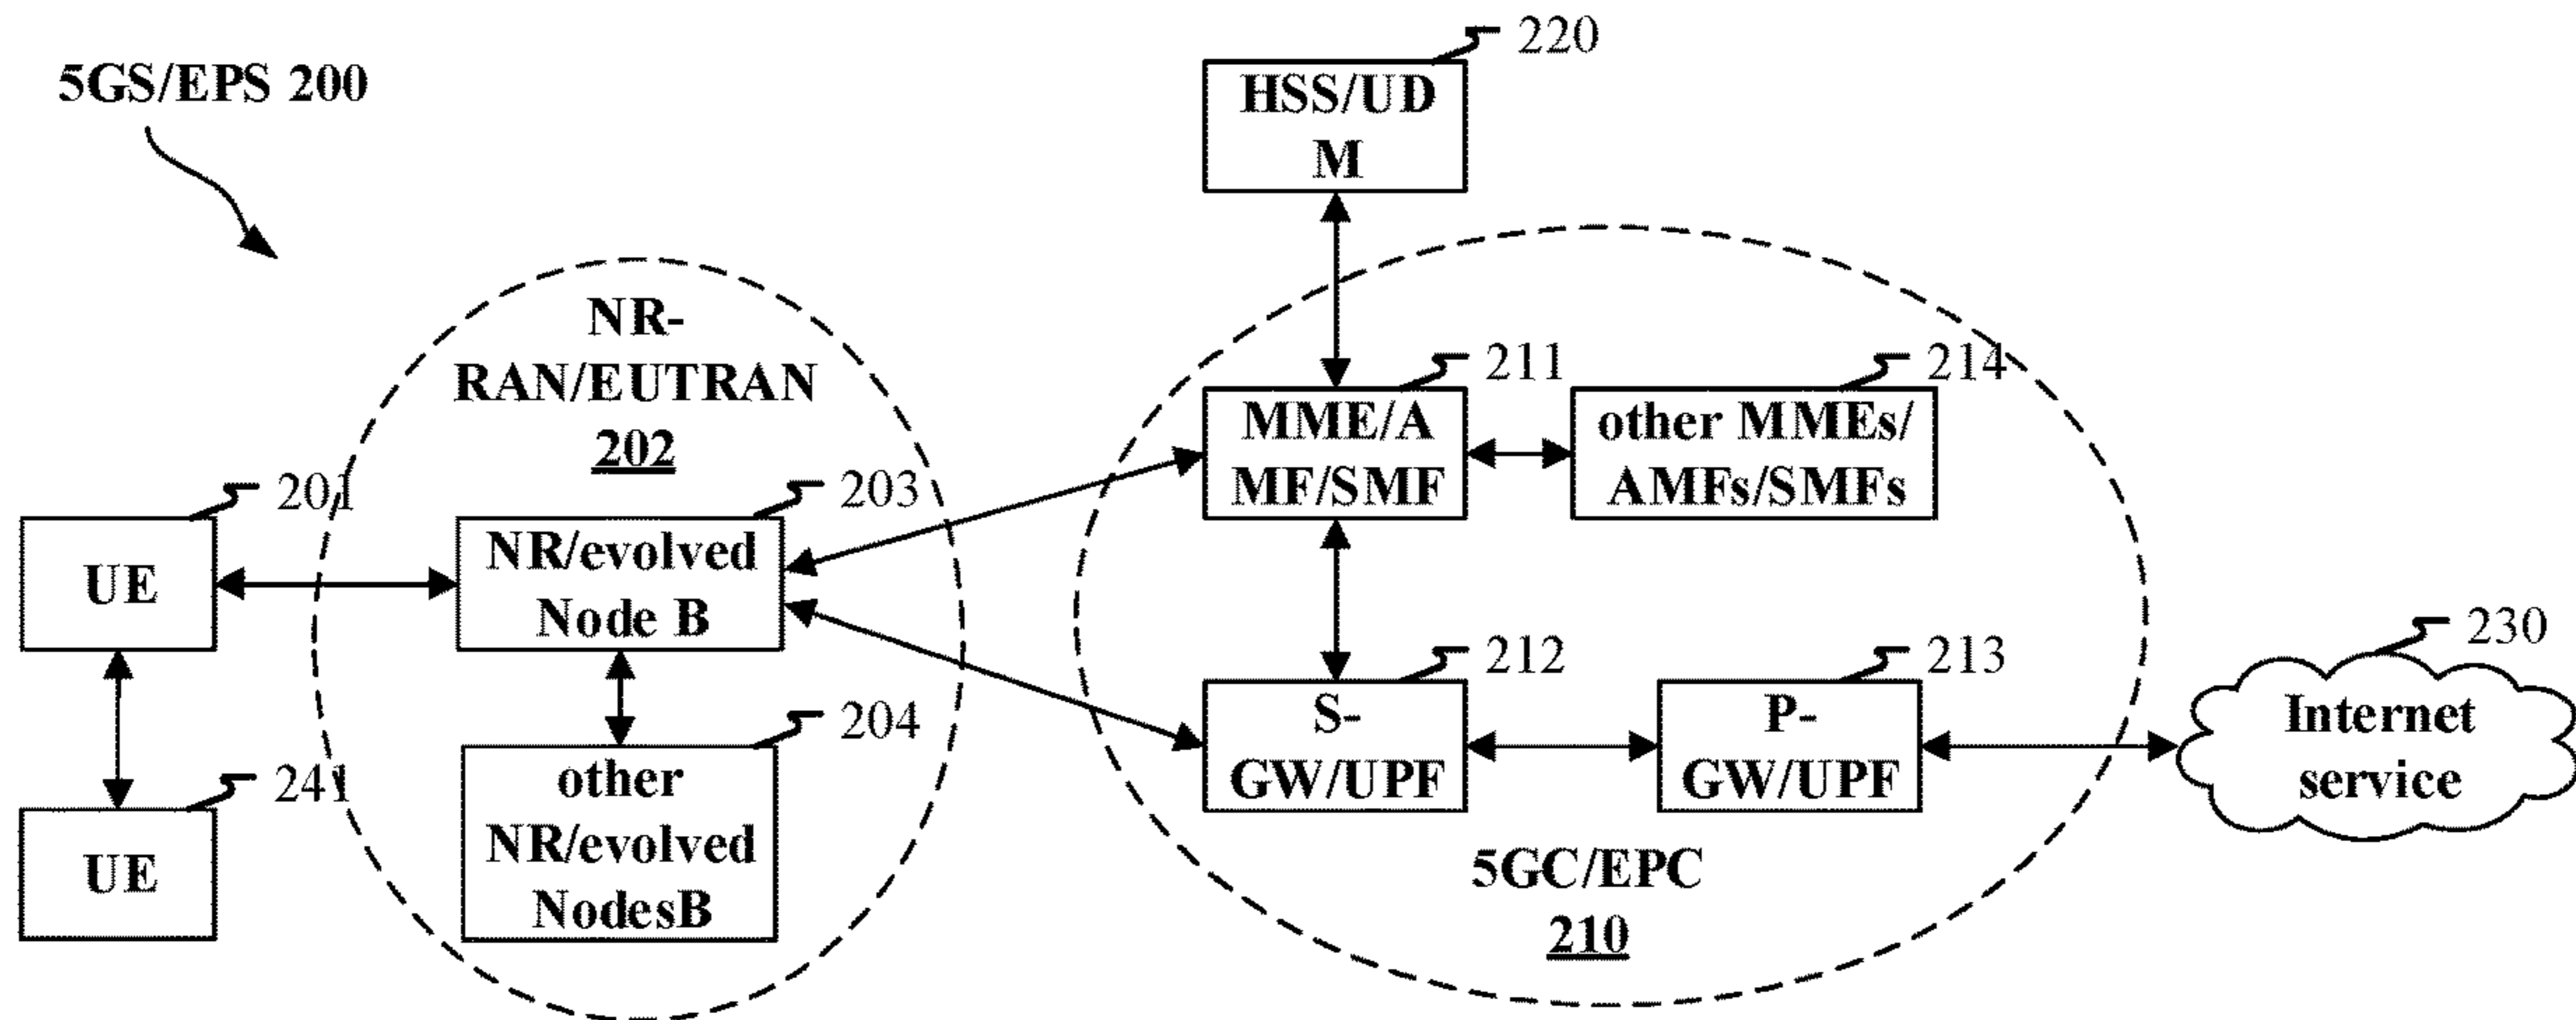 5GS/EPS 200
220
HSS/UD
M
NR-
RAN/EUTRAN
202
211
MME/A
MF/SMF
214
other MMEs/
AMFs/SMFs
201
UE
203
NR/evolved
Node B
241
UE
204
other
NR/evolved
NodesB
212
S-
GW/UPF
213
P-
GW/UPF
230
Internet
service
5GC/EPC
210